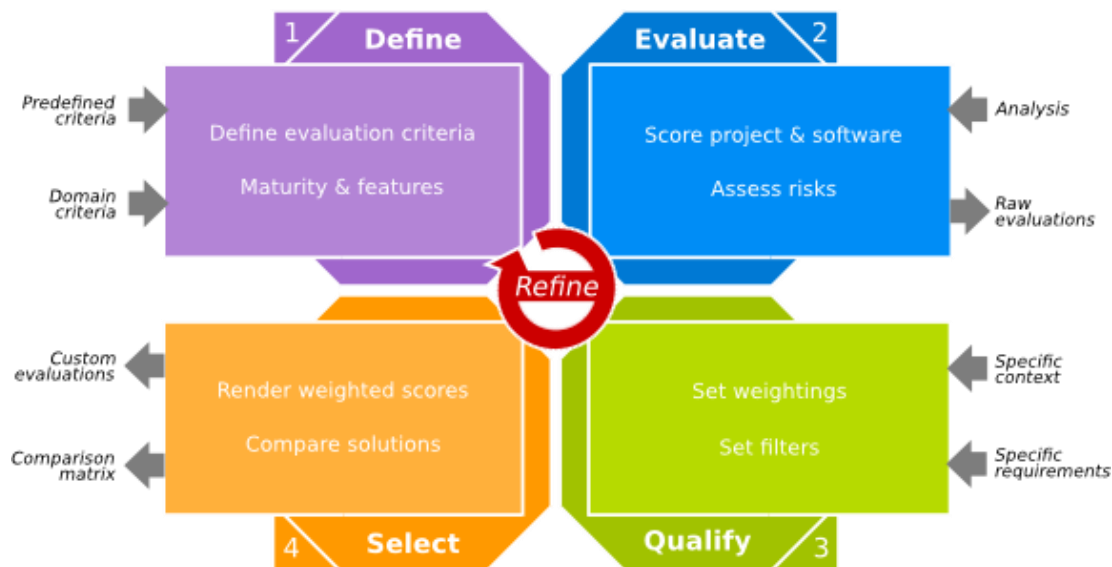 1
Define
Predefined
criteria
Domain
criteria
Define evaluation criteria
Maturity & features
Evaluate
2
Score project & software
Assess risks
Analysis
Raw
evaluations
Refine
Custom
evaluations
Comparison
matrix
Render weighted scores
Compare solutions
4
Select
Set weightings
Set filters
Specific
context
Specific
requirements
Qualify
3